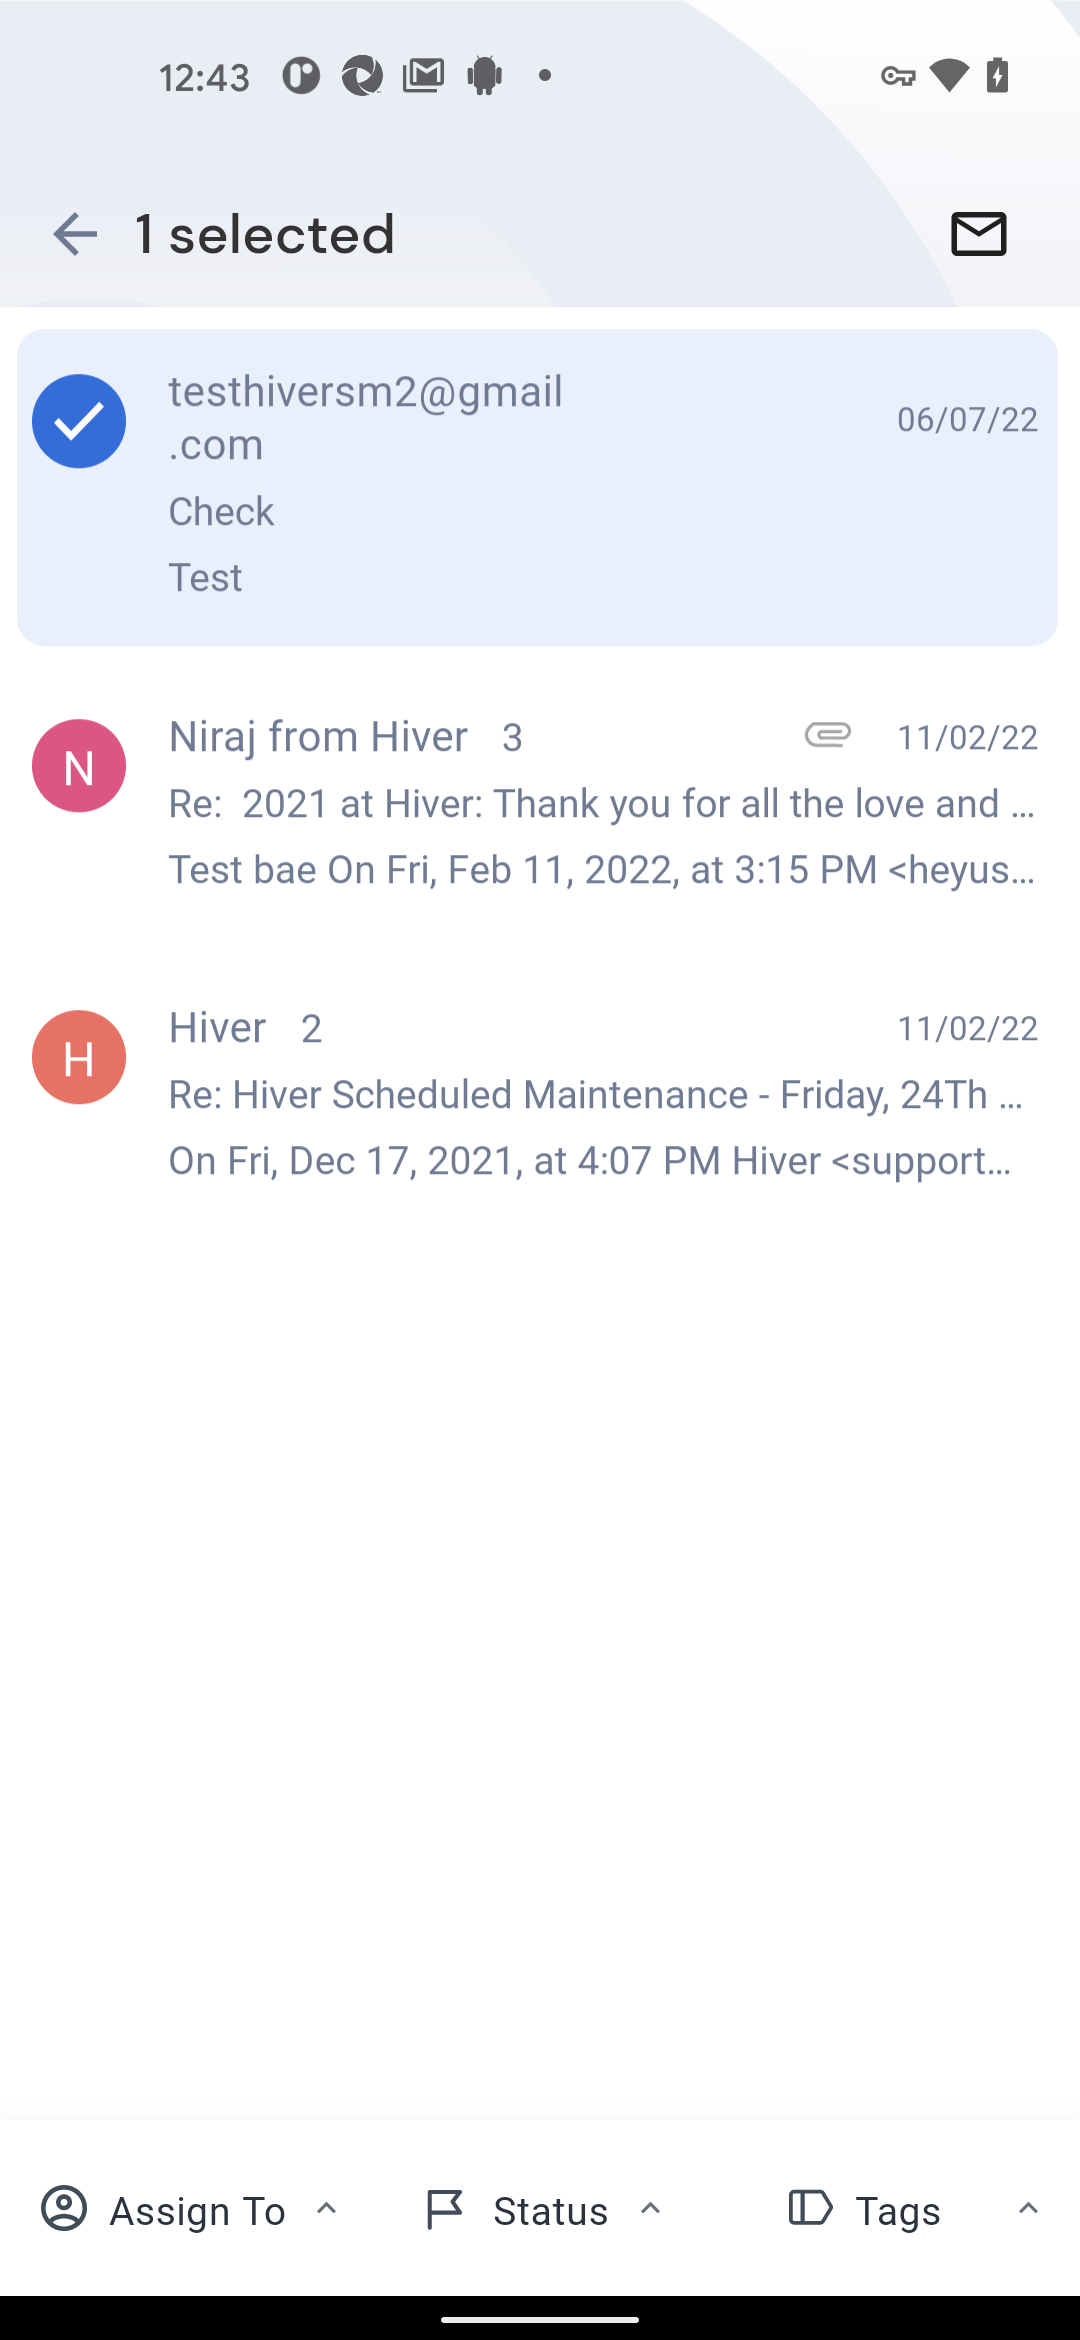 12:43
1 selected
testhiversm2@gmail
.com
06/07/22
Check
Test
N
Niraj from Hiver 3 11/02/22
Re:  2021 at Hiver: Thank you for all the love and ...
Test bae On Fri, Feb 11, 2022, at 3:15 PM <heyus...
H
Hiver 2 11/02/22
Re: Hiver Scheduled Maintenance - Friday, 24Th ...
On Fri, Dec 17, 2021, at 4:07 PM Hiver <support...
Assign To Status Tags